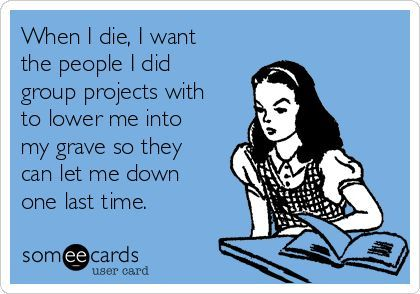 When I die, I want
the people I did
group projects with
to lower me into
my grave so they
can let me down
one last time.
someecards
user card